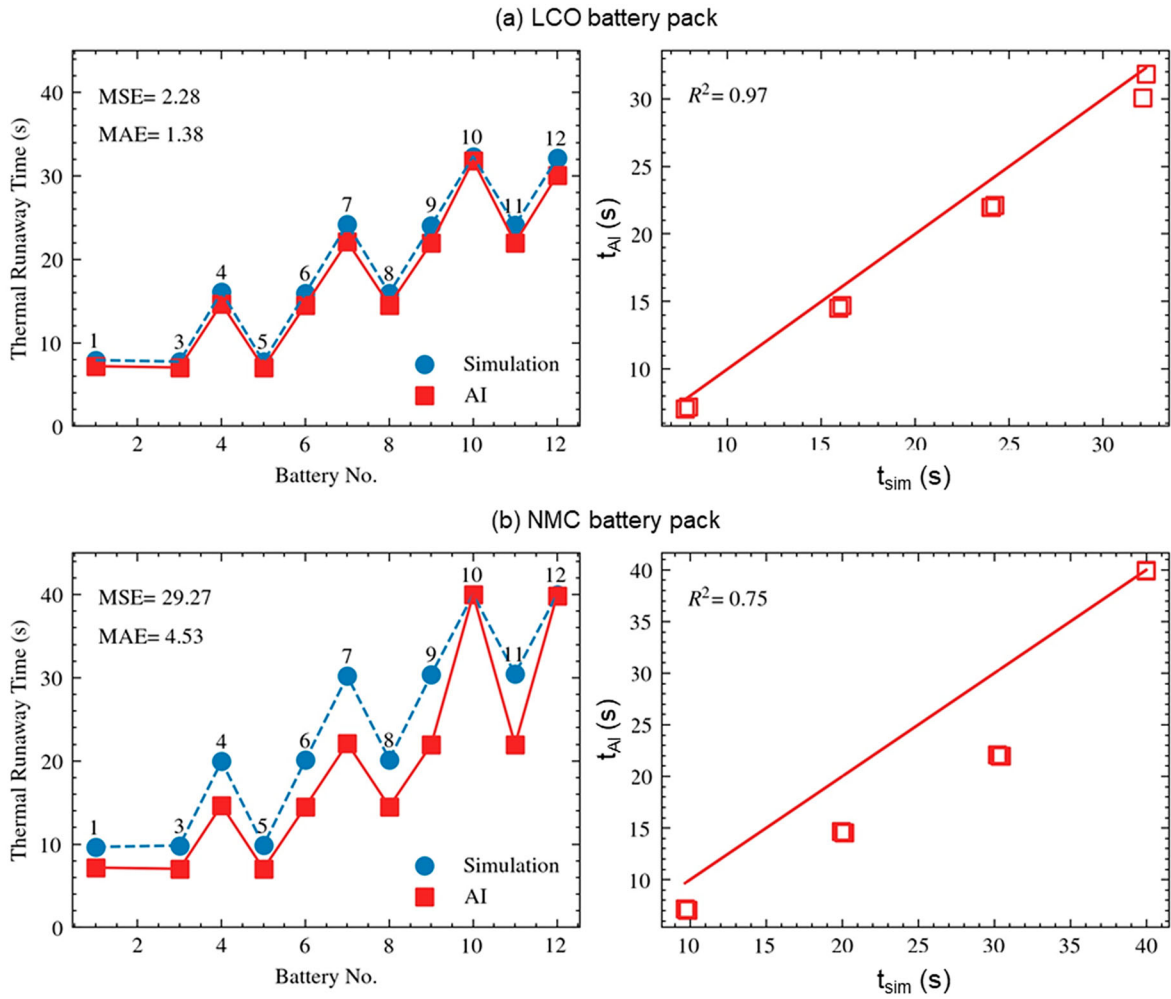 (a) LCO battery pack
MSE= 2.28
MAE= 1.38
1
3
4
5
6
7
8
9
10
11
12
Simulation
AI
0
10
20
30
40
2 4 6 8 10 12
Thermal Runaway Time (s)
Battery No.
R² = 0.97
10
15
20
25
30
10 15 20 25 30
tAI (s)
tsim (s)
(b) NMC battery pack
MSE = 29.27
MAE= 4.53
1
3
4
5
6
7
8
9
10
11
12
Simulation
AI
0
10
20
30
40
2 4 6 8 10 12
Thermal Runaway Time (s)
Battery No.
R² = 0.75
10
15
20
25
30
35
40
10 15 20 25 30 35 40
tAI (s)
tsim (s)